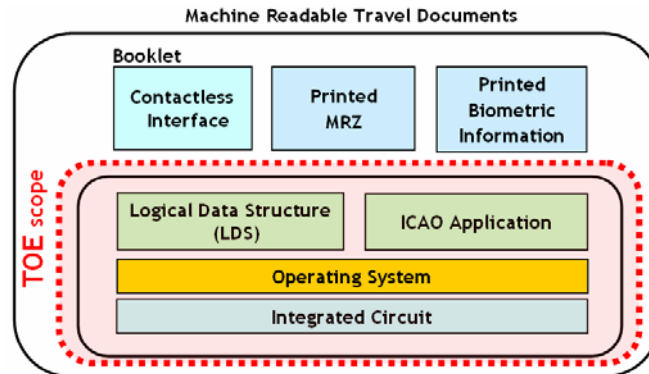 Machine Readable Travel Documents
Booklet
Contactless
Interface
Printed
MRZ
Printed
Biometric
Information
TOE scope
Logical Data Structure
(LDS)
ICAO Application
Operating System
Integrated Circuit